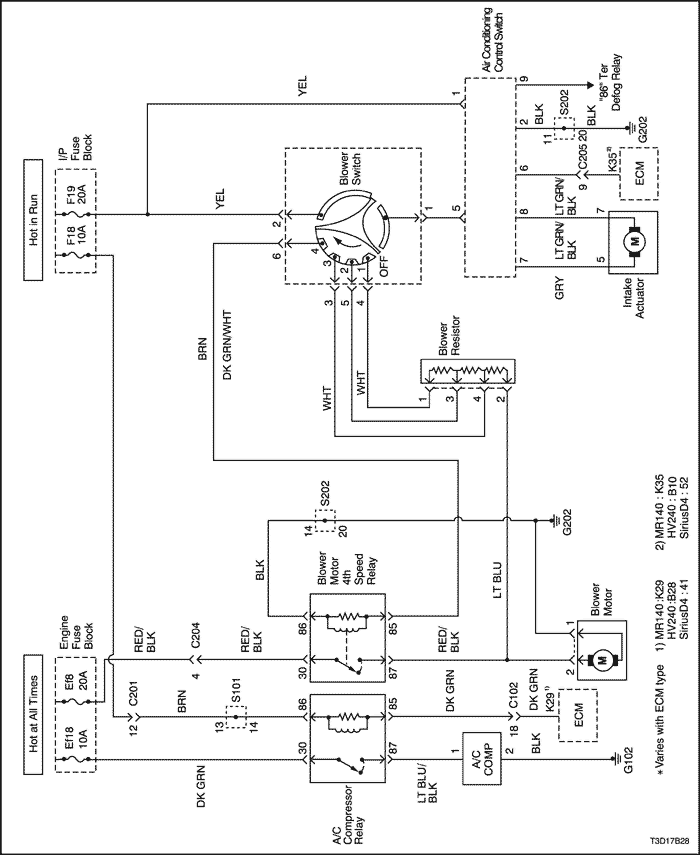 Hot at All Times
Hot in Run
Engine
Fuse
Block
Ef18
10A
Ef8
20A
I/P
Fuse
Block
F18
10A
F19
20A
C201
12
BRN
S101
13
14
DK GRN
RED/
BLK
C204
4
RED/
BLK
BLK
14
S202
20
G202
BRN
DK GRN/WHT
YEL
YEL
A/C
Compressor
Relay
30
86
87
85
Blower
Motor
4th
Speed
Relay
30
86
87
85
LT BLU/
BLK
DK GRN
RED/
BLK
LT BLU
1
A/C
COMP
2
BLK
G102
C102
18
DK GRN
K29 1)
ECM
Blower
Motor
M
2
1
Blower
Switch
2
6
4
3
2
1
OFF
3
5
4
1
WHT
WHT
Blower
Resistor
1
3
4
2
Air Conditioning
Control Switch
1
5
9
2
6
8
7
"86" Ter
Defog Relay
BLK
S202
11
20
BLK
G202
C205
9
K35 2)
ECM
LT GRN/
BLK
LT GRN/
BLK
GRY
7
5
M
Intake
Actuator
* Varies with ECM type
1) MR140 :K29
HV240 :B28
SiriusD4 :41
2) MR140 : K35
HV240 : B10
SiriusD4 : 52
T3D17B28